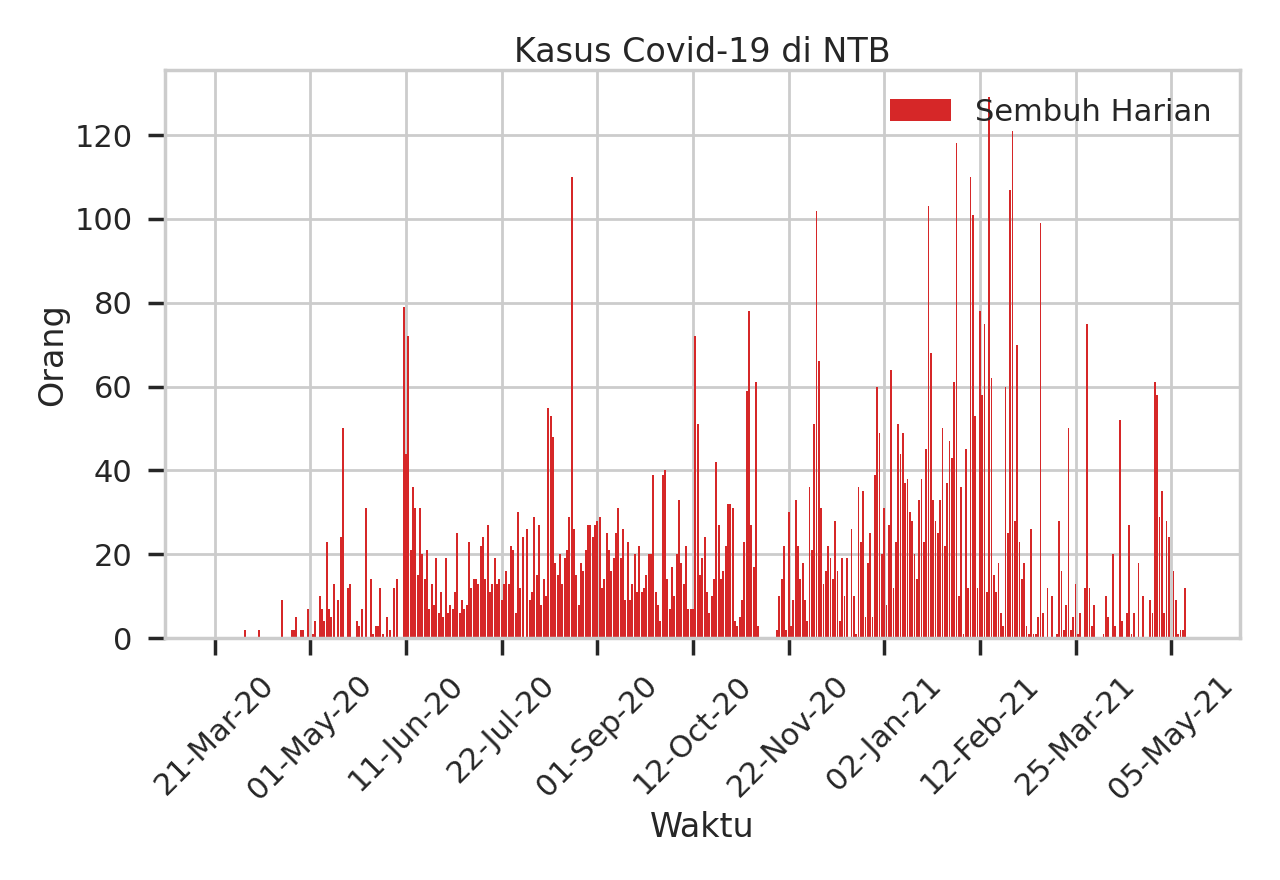 Kasus Covid-19 di NTB
Sembuh Harian
120
100
80
60
40
20
0
Orang
21-Mar-20
01-May-20
11-Jun-20
22-Jul-20
01-Sep-20
12-Oct-20
22-Nov-20
02-Jan-21
12-Feb-21
25-Mar-21
05-May-21
Waktu